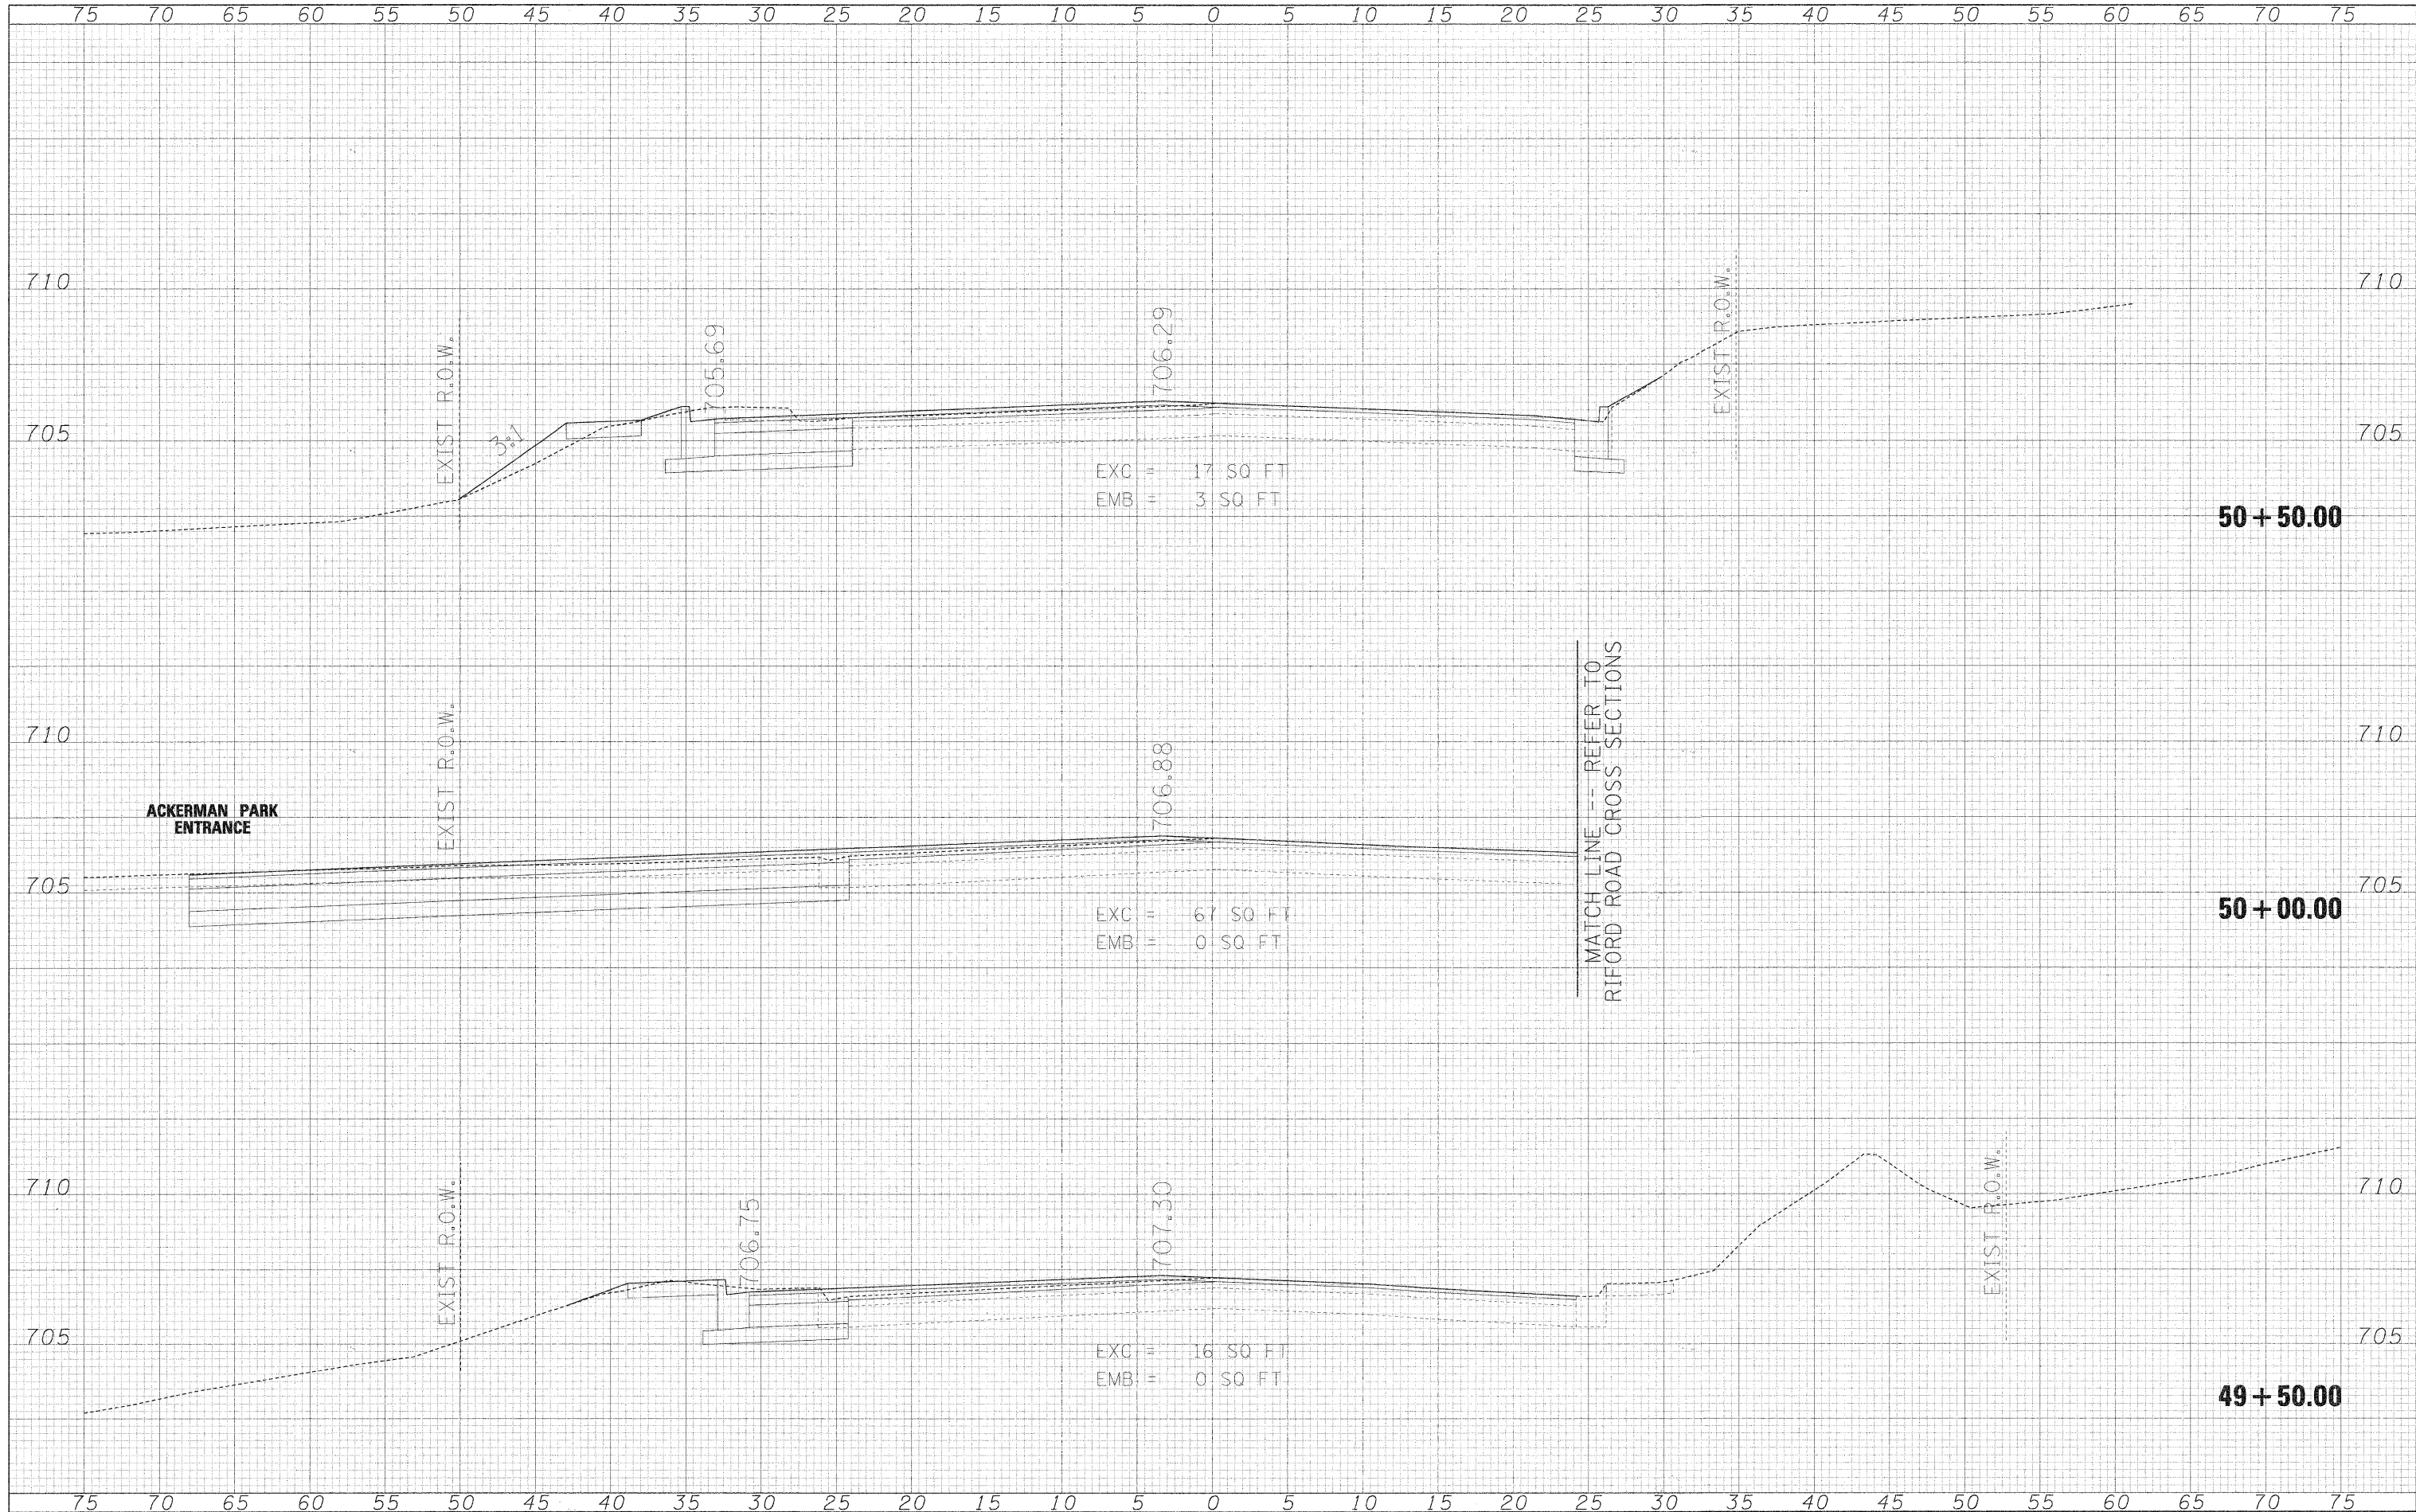 75 70 65 60 55 50 45 40 35 30 25 20 15 10 5 0 5 10 15 20 25 30 35 40 45 50 55 60 65 70 75
710
710
EXIST R.O.W.
705.69
706.29
EXIST R.O.W.
3:1
705
705
EXC = 17 SQ FT
EMB = 3 SQ FT
50+50.00
710
710
EXIST R.O.W.
706.88
MATCH LINE -- REFER TO
RIFORD ROAD CROSS SECTIONS
ACKERMAN PARK
ENTRANCE
705
705
EXC = 67 SQ FT
EMB = 0 SQ FT
50+00.00
710
710
EXIST R.O.W.
706.75
707.30
EXIST R.O.W.
705
705
EXC = 16 SQ FT
EMB = 0 SQ FT
49+50.00
75 70 65 60 55 50 45 40 35 30 25 20 15 10 5 0 5 10 15 20 25 30 35 40 45 50 55 60 65 70 75